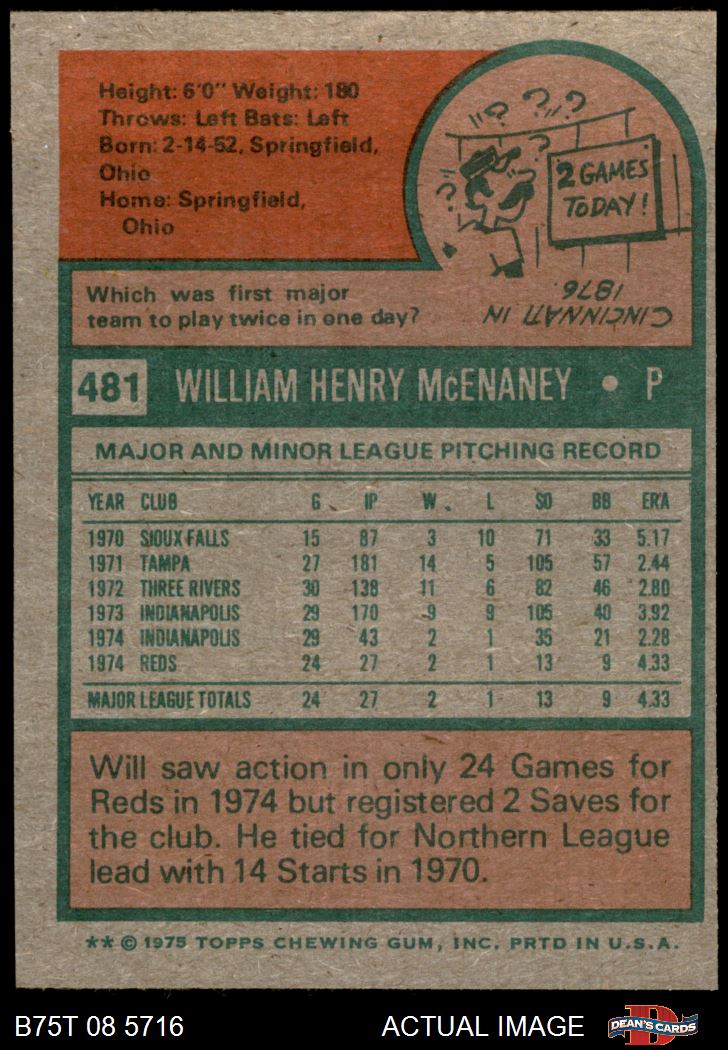 Height: 6'0" Weight: 180
Throws: Left Bats: Left
Born: 2-14-52, Springfield,
Ohio
Home: Springfield,
Ohio
? ? ? ?
2 GAMES
TODAY!
Which was first major
team to play twice in one day?
CINCINNATI IN
1876.
481 WILLIAM HENRY McENANEY • P
MAJOR AND MINOR LEAGUE PITCHING RECORD
YEAR CLUB G IP W L SO BB ERA
1970 SIOUX FALLS 15 87 3 10 71 33 5.17
1971 TAMPA 27 181 14 5 105 57 2.44
1972 THREE RIVERS 30 138 11 6 82 46 2.80
1973 INDIANAPOLIS 29 170 9 9 105 40 3.92
1974 INDIANAPOLIS 29 43 2 1 35 21 2.28
1974 REDS 24 27 2 1 13 9 4.33
MAJOR LEAGUE TOTALS 24 27 2 1 13 9 4.33
Will saw action in only 24 Games for
Reds in 1974 but registered 2 Saves for
the club. He tied for Northern League
lead with 14 Starts in 1970.
** © 1975 TOPPS CHEWING GUM, INC. PRTD IN U.S.A.
B75T 08 5716 ACTUAL IMAGE
D
DEAN'S CARDS